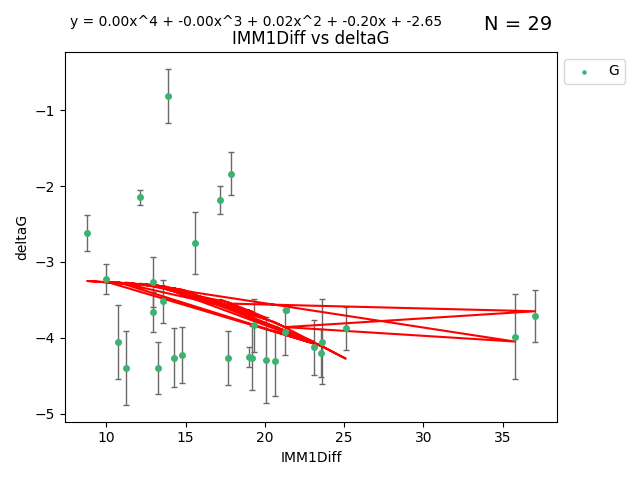 y = 0.00x^4 + -0.00x^3 + 0.02x^2 + -0.20x + -2.65
N = 29
IMM1Diff vs deltaG
G
−1
−2
−3
−4
−5
deltaG
10 15 20 25 30 35
IMM1Diff